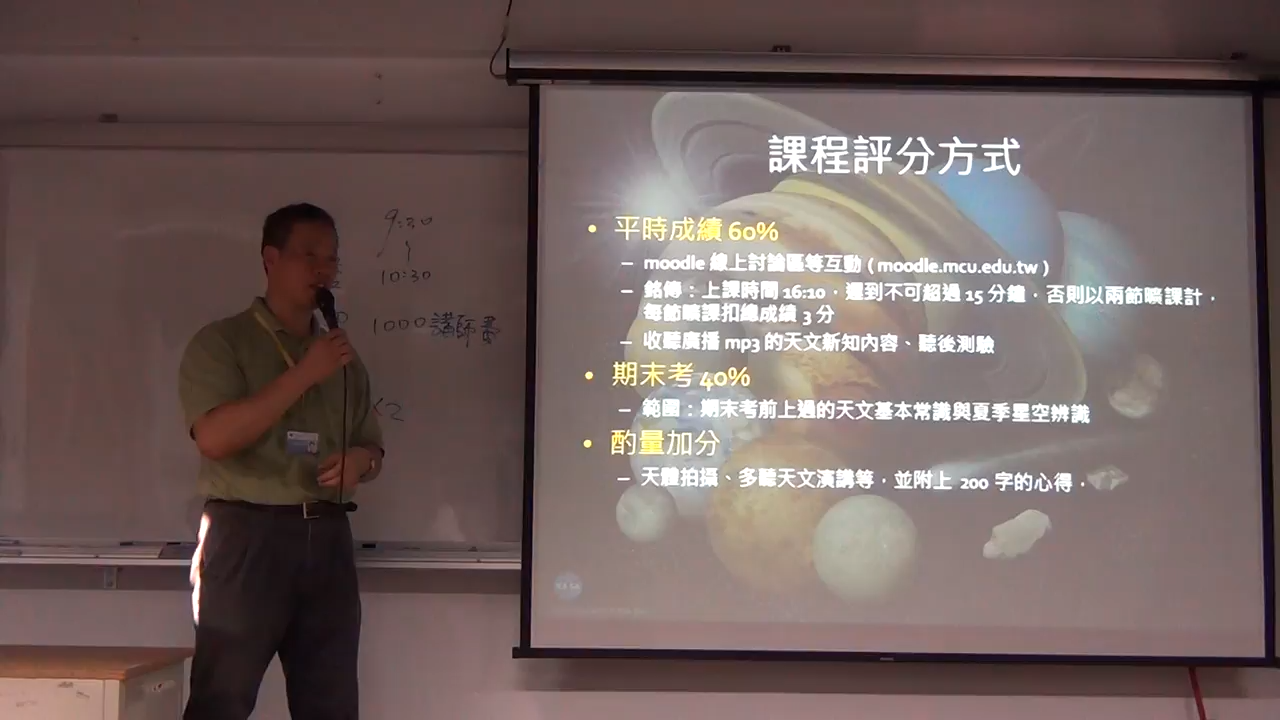 課程評分方式
• 平時成績 60%
– moodle 線上討論區等互動 ( moodle.mcu.edu.tw )
– 銘傳：上課時間 16:10，遲到不可超過 15 分鐘，否則以兩節曠課計，
每節曠課扣總成績 3 分
– 收聽廣播 mp3 的天文新知內容、聽後測驗
• 期末考 40%
– 範圍：期末考前上過的天文基本常識與夏季星空辨識
• 酌量加分
– 天體拍攝、多聽天文演講等，並附上 200 字的心得，
9:30
10:30
1000講師費